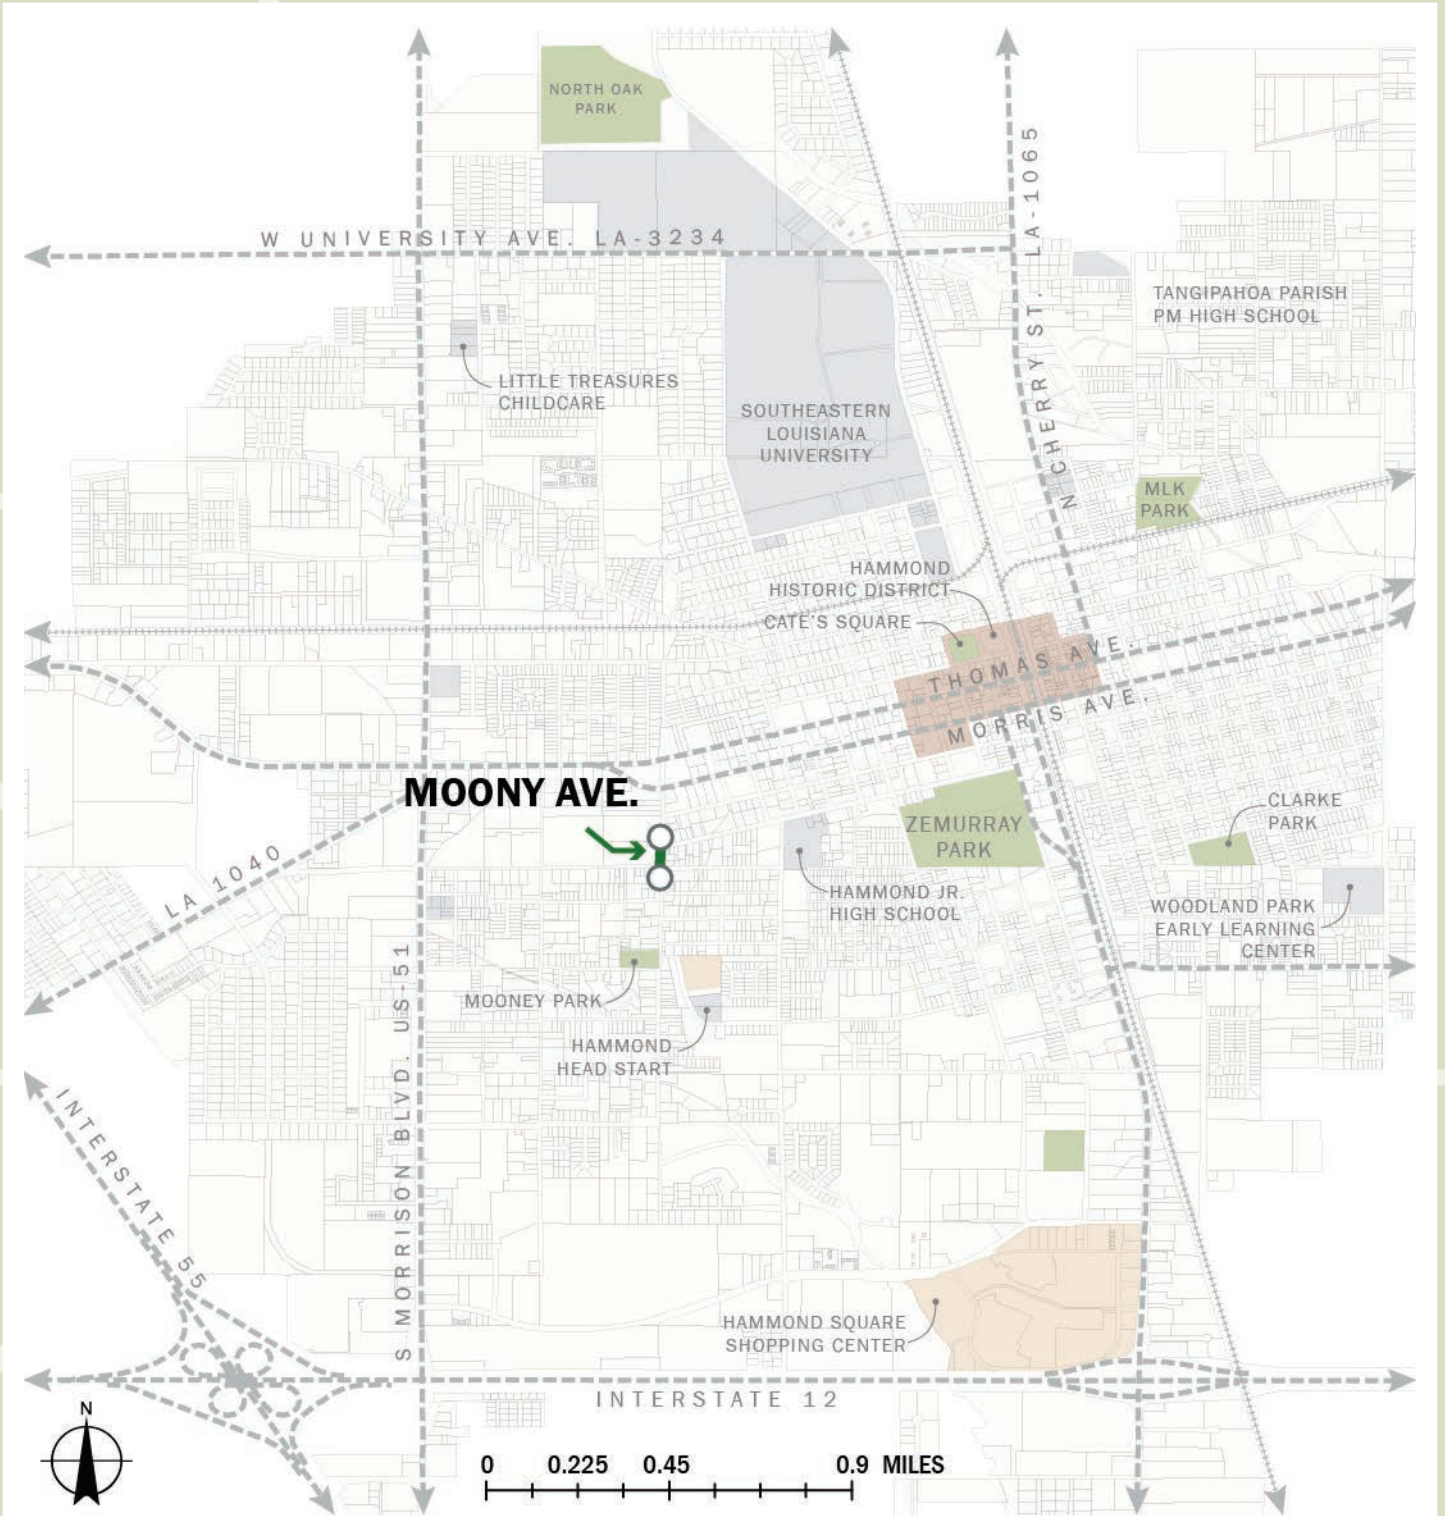 NORTH OAK
PARK
N CHERRY ST. LA-1065
W UNIVERSITY AVE. LA-3234
TANGIPAHOA PARISH
PM HIGH SCHOOL
LITTLE TREASURES
CHILDCARE
SOUTHEASTERN
LOUISIANA
UNIVERSITY
MLK
PARK
HAMMOND
HISTORIC DISTRICT
CATE'S SQUARE
THOMAS AVE.
MORRIS AVE.
MOONY AVE.
CLARKE
PARK
ZEMURRAY
PARK
LA 1040
HAMMOND JR.
HIGH SCHOOL
WOODLAND PARK
EARLY LEARNING
CENTER
MOONEY PARK
HAMMOND
HEAD START
S MORRISON BLVD. US-51
INTERSTATE 55
HAMMOND SQUARE
SHOPPING CENTER
INTERSTATE 12
N
0 0.225 0.45 0.9 MILES